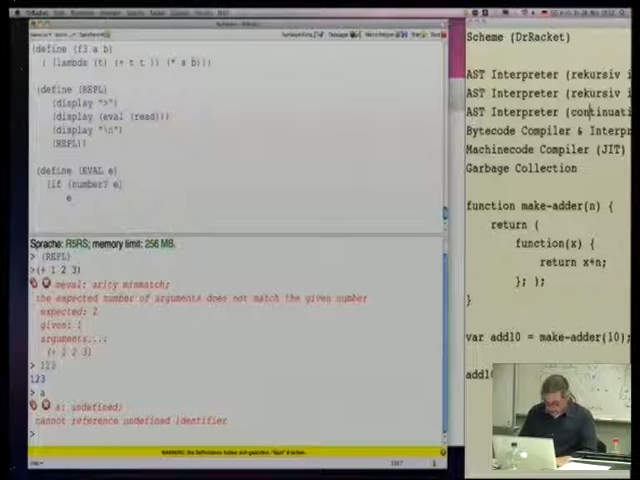 (define (f3 a b)
( (lambda (t) (+ t t )) (* a b)))
(define (REPL)
(display ">")
(display (eval (read)))
(display "\n")
(REPL))
(define (EVAL e)
(if (number? e)
e
Sprache: R5RS; memory limit: 256 MB.
> (REPL)
>(+ 1 2 3)
meval: arity mismatch;
the expected number of arguments does not match the given number
expected: 2
given: 1
arguments...:
(+ 1 2 3)
> 123
123
> a
a: undefined;
cannot reference undefined identifier
>
Scheme (DrRacket)
AST Interpreter (rekursiv i
AST Interpreter (rekursiv i
AST Interpreter (continuati
Bytecode Compiler & Interpr
Machinecode Compiler (JIT)
Garbage Collection
function make-adder(n) {
return (
function(x) {
return x+n;
}; );
}
var add10 = make-adder(10);
add10